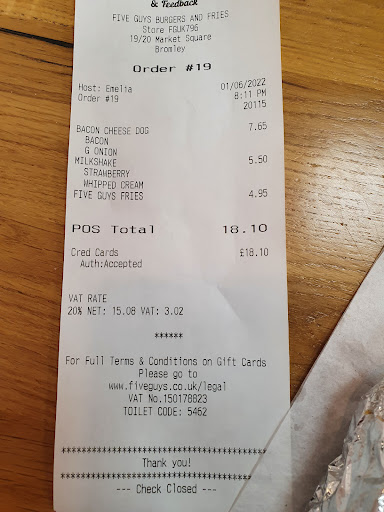 & Feedback
FIVE GUYS BURGERS AND FRIES
Store FGUK796
19/20 Market Square
Bromley
Order #19
Host: Emelia 01/06/2022
Order #19 8:11 PM
20115
BACON CHEESE DOG 7.65
BACON
G ONION
MILKSHAKE 5.50
STRAWBERRY
WHIPPED CREAM
FIVE GUYS FRIES 4.95
POS Total 18.10
Cred Cards £18.10
Auth:Accepted
VAT RATE
20% NET: 15.08 VAT: 3.02
******
For Full Terms & Conditions on Gift Cards
Please go to
www.fiveguys.co.uk/legal
VAT No.150178823
TOILET CODE: 5462
*****************************************
Thank you!
*****************************************
--- Check Closed ---